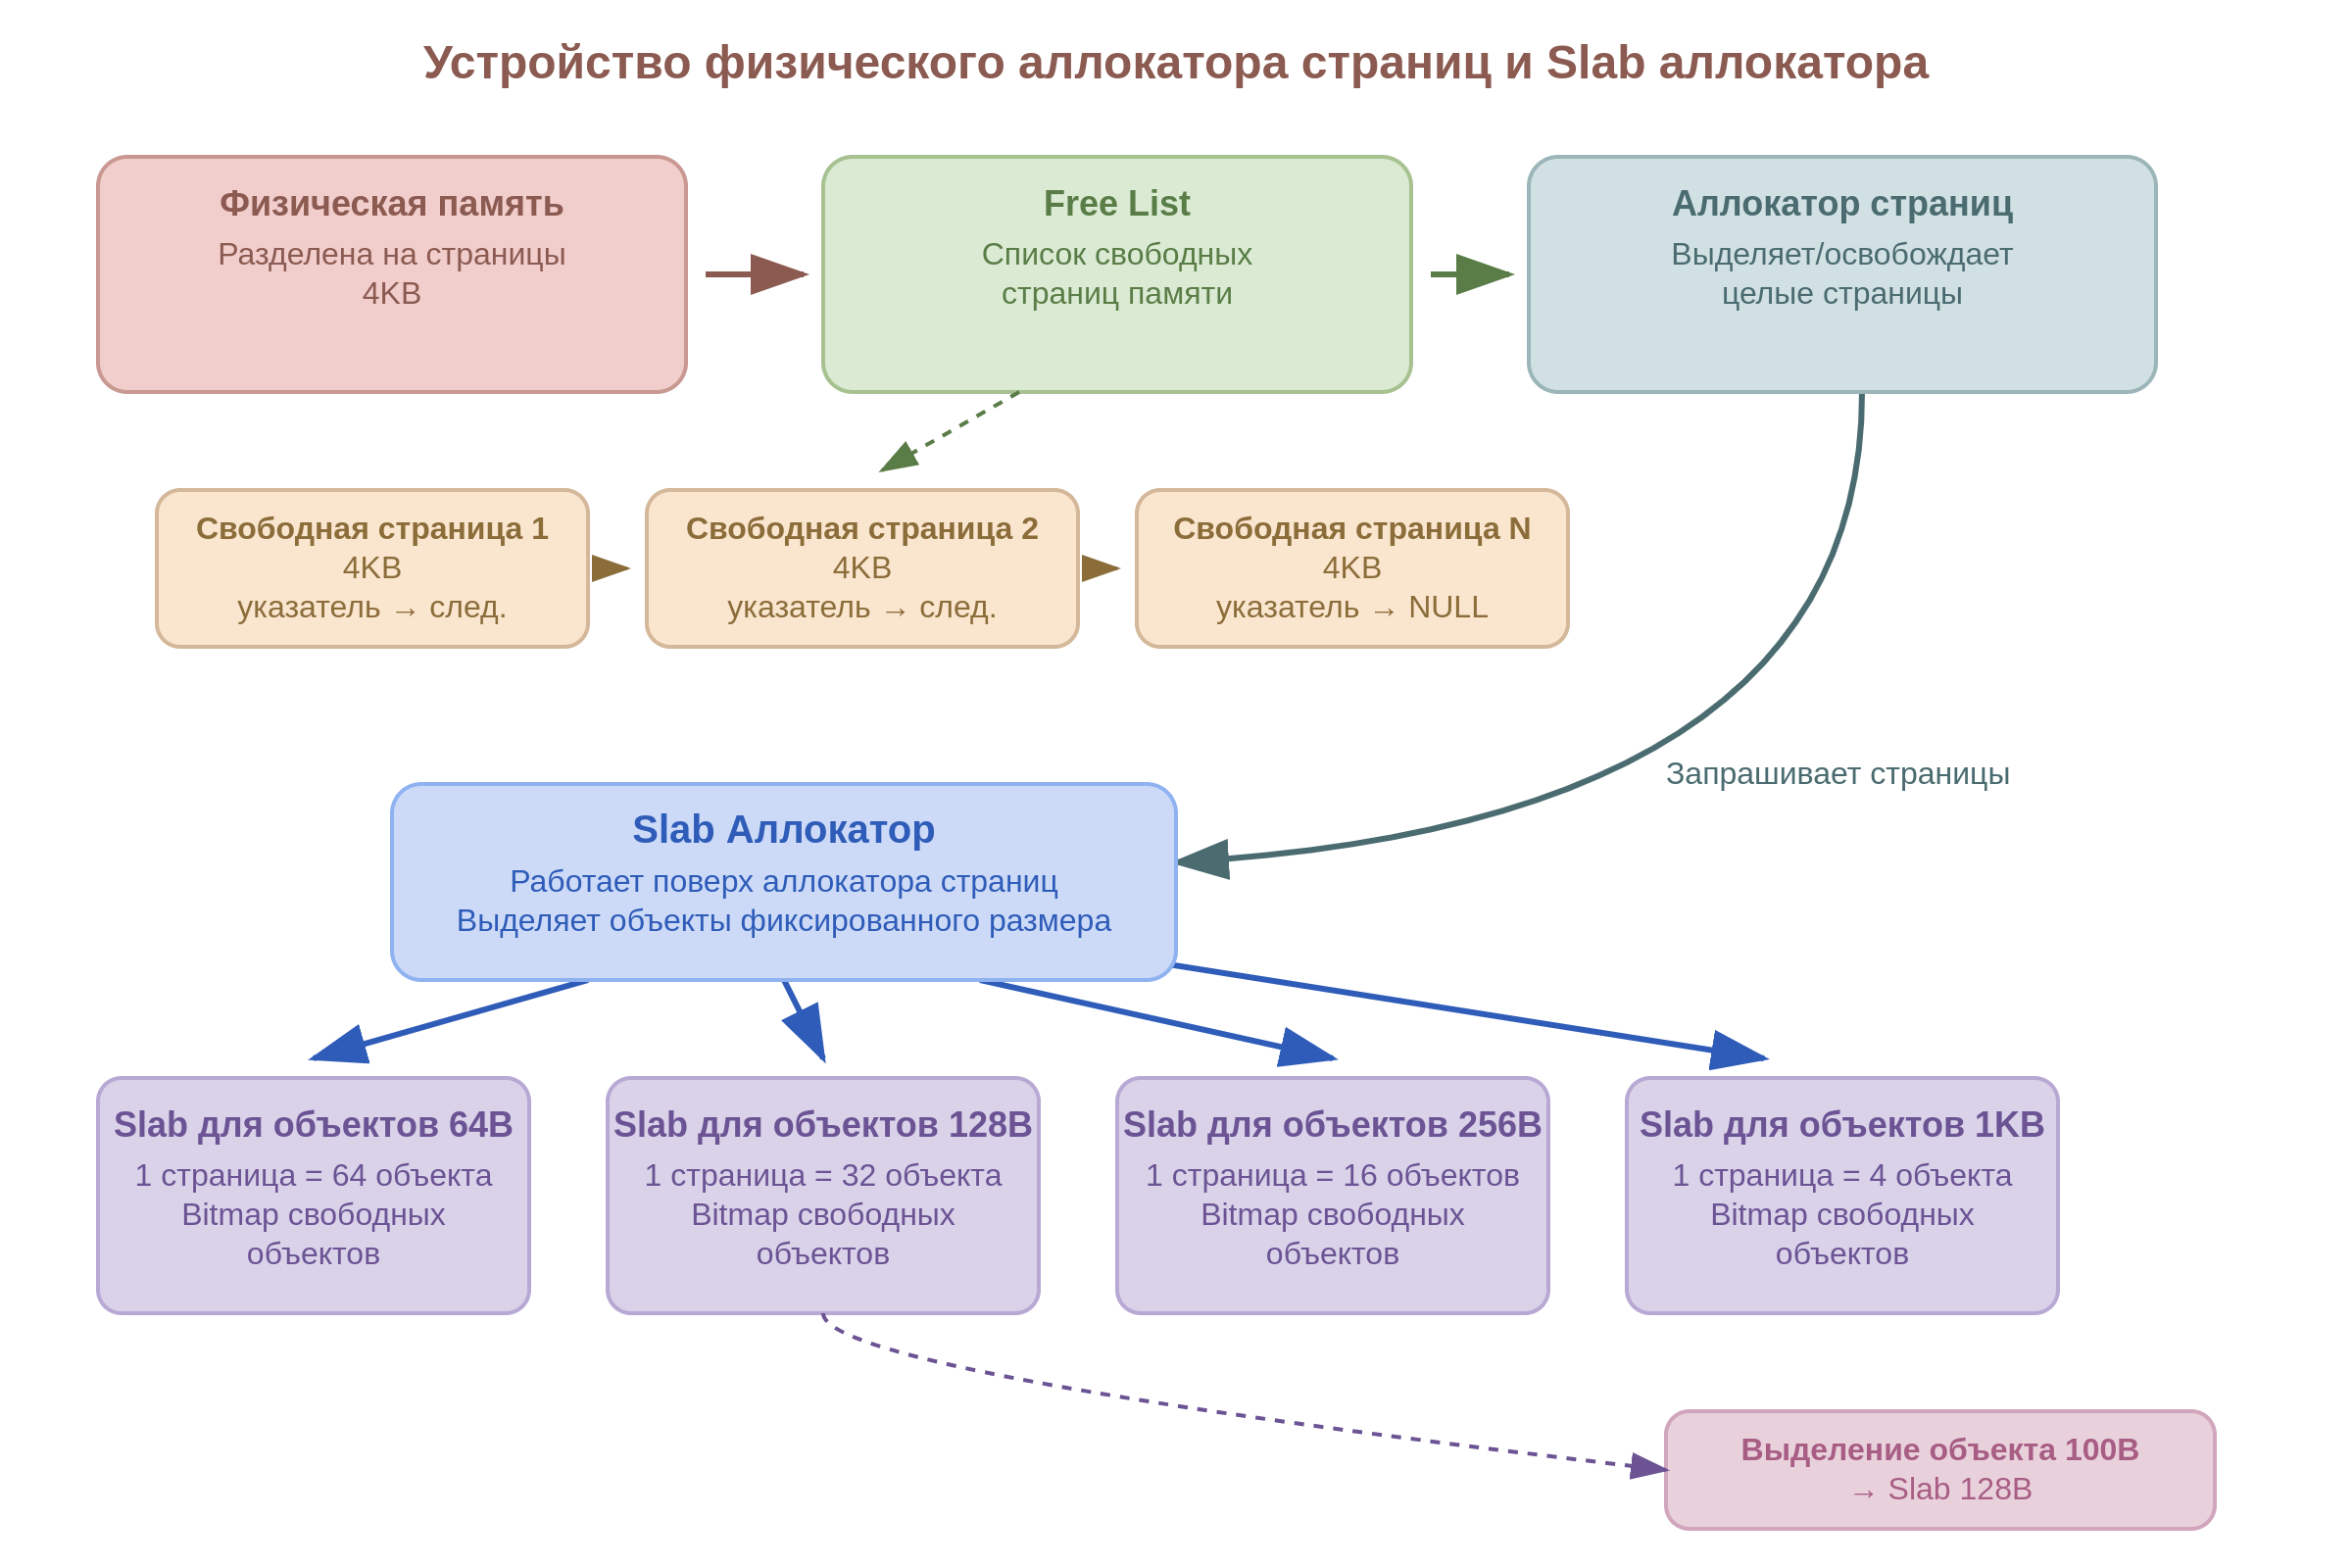 Устройство физического аллокатора страниц и Slab аллокатора
Физическая память
Разделена на страницы
4KB
Free List
Список свободных
страниц памяти
Аллокатор страниц
Выделяет/освобождает
целые страницы
Свободная страница 1
4KB
указатель → след.
Свободная страница 2
4KB
указатель → след.
Свободная страница N
4KB
указатель → NULL
Запрашивает страницы
Slab Аллокатор
Работает поверх аллокатора страниц
Выделяет объекты фиксированного размера
Slab для объектов 64B
1 страница = 64 объекта
Bitmap свободных
объектов
Slab для объектов 128B
1 страница = 32 объекта
Bitmap свободных
объектов
Slab для объектов 256B
1 страница = 16 объектов
Bitmap свободных
объектов
Slab для объектов 1KB
1 страница = 4 объекта
Bitmap свободных
объектов
Выделение объекта 100B
→ Slab 128B